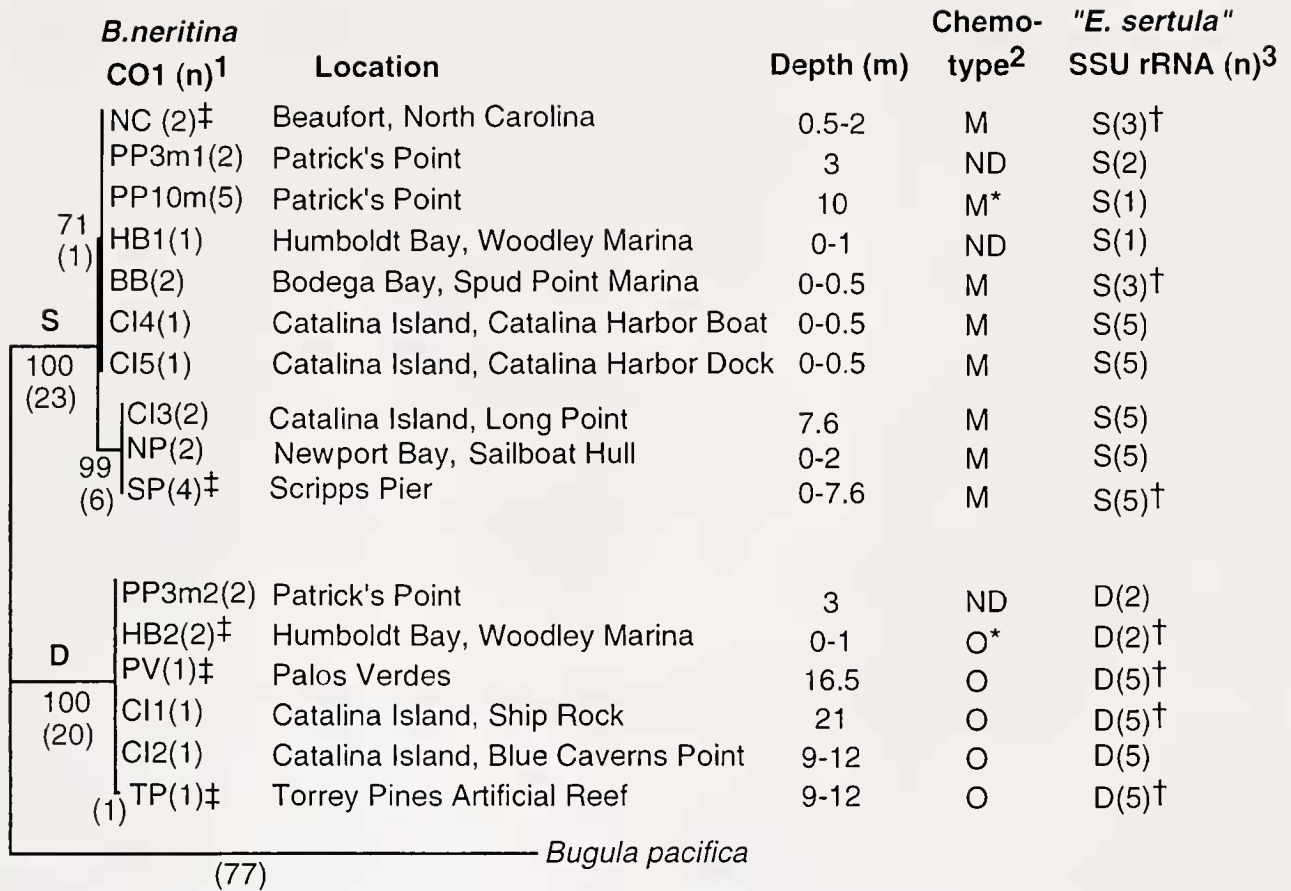 B.neritina Chemo- "E. sertula"
CO1 (n)1 Location Depth (m) type2 SSU rRNA (n)3
NC (2)‡ Beaufort, North Carolina 0.5-2 M S(3)†
PP3m1(2) Patrick's Point 3 ND S(2)
PP10m(5) Patrick's Point 10 M* S(1)
71
(1)
HB1(1) Humboldt Bay, Woodley Marina 0-1 ND S(1)
BB(2) Bodega Bay, Spud Point Marina 0-0.5 M S(3)†
S
CI4(1) Catalina Island, Catalina Harbor Boat 0-0.5 M S(5)
100
(23)
CI5(1) Catalina Island, Catalina Harbor Dock 0-0.5 M S(5)
CI3(2) Catalina Island, Long Point 7.6 M S(5)
NP(2) Newport Bay, Sailboat Hull 0-2 M S(5)
99
(6)
SP(4)‡ Scripps Pier 0-7.6 M S(5)†
PP3m2(2) Patrick's Point 3 ND D(2)
HB2(2)‡ Humboldt Bay, Woodley Marina 0-1 O* D(2)†
D
PV(1)‡ Palos Verdes 16.5 O D(5)†
100
(20)
CI1(1) Catalina Island, Ship Rock 21 O D(5)†
CI2(1) Catalina Island, Blue Caverns Point 9-12 O D(5)
(1)
TP(1)‡ Torrey Pines Artificial Reef 9-12 O D(5)†
Bugula pacifica
(77)